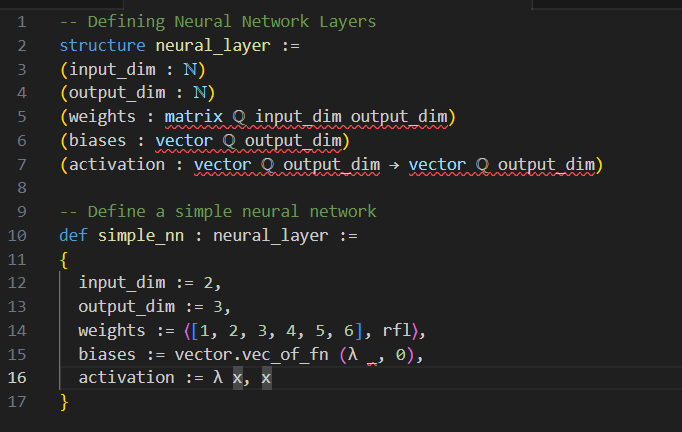 1 -- Defining Neural Network Layers
2 structure neural_layer :=
3 (input_dim : ℕ)
4 (output_dim : ℕ)
5 (weights : matrix ℚ input_dim output_dim)
6 (biases : vector ℚ output_dim)
7 (activation : vector ℚ output_dim → vector ℚ output_dim)
8
9 -- Define a simple neural network
10 def simple_nn : neural_layer :=
11 {
12 input_dim := 2,
13 output_dim := 3,
14 weights := ⟨[1, 2, 3, 4, 5, 6], rfl⟩,
15 biases := vector.vec_of_fn (λ _, 0),
16 activation := λ x, x
17 }